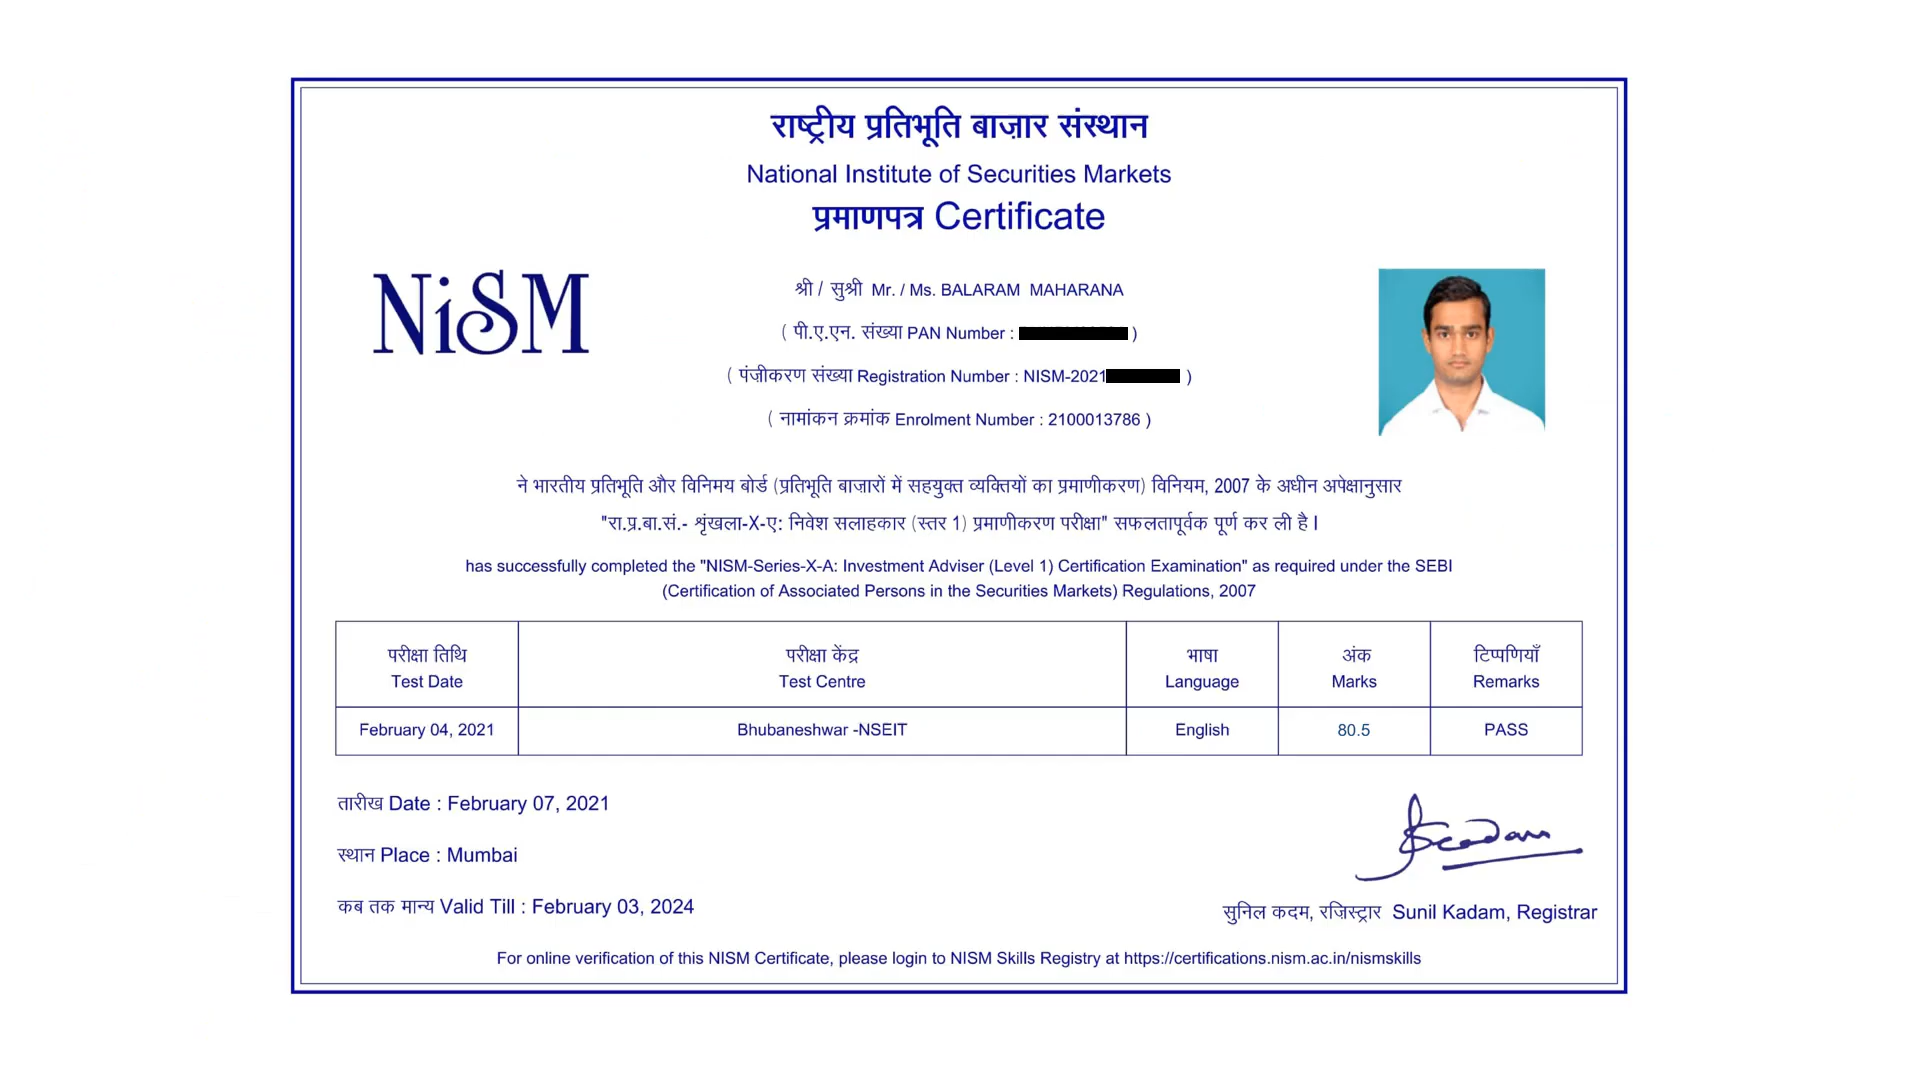 राष्ट्रीय प्रतिभूति बाज़ार संस्थान
National Institute of Securities Markets
प्रमाणपत्र Certificate
NiSM
श्री / सुश्री Mr. / Ms. BALARAM MAHARANA
( पी.ए.एन. संख्या PAN Number : )
( पंजीकरण संख्या Registration Number : NISM-2021 )
( नामांकन क्रमांक Enrolment Number : 2100013786 )
ने भारतीय प्रतिभूति और विनिमय बोर्ड (प्रतिभूति बाजारों में सहयुक्त व्यक्तियों का प्रमाणीकरण) विनियम, 2007 के अधीन अपेक्षानुसार
"रा.प्र.बा.सं.- शृंखला-X-ए: निवेश सलाहकार (स्तर 1) प्रमाणीकरण परीक्षा" सफलतापूर्वक पूर्ण कर ली है।
has successfully completed the "NISM-Series-X-A: Investment Adviser (Level 1) Certification Examination" as required under the SEBI
(Certification of Associated Persons in the Securities Markets) Regulations, 2007
परीक्षा तिथि परीक्षा केंद्र भाषा अंक टिप्पणियाँ
Test Date Test Centre Language Marks Remarks
February 04, 2021 Bhubaneshwar -NSEIT English 80.5 PASS
तारीख Date : February 07, 2021
स्थान Place : Mumbai
कब तक मान्य Valid Till : February 03, 2024
Skadam
सुनिल कदम, रजिस्ट्रार Sunil Kadam, Registrar
For online verification of this NISM Certificate, please login to NISM Skills Registry at https://certifications.nism.ac.in/nismskills